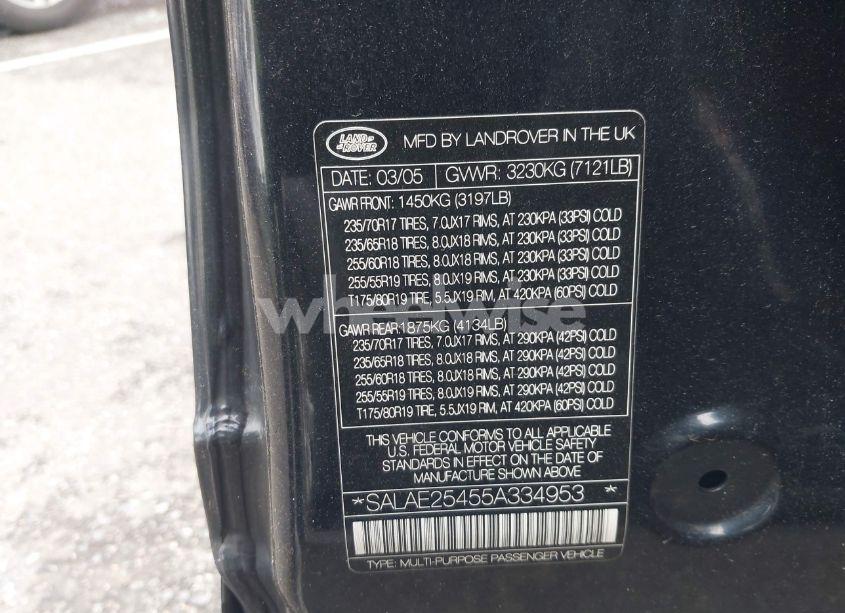 LAND ROVER
MFD BY LANDROVER IN THE UK
DATE: 03/05 GVWR: 3230KG (7121LB)
GAWR FRONT: 1450KG (3197LB)
235/70R17 TIRES, 7.0JX17 RIMS, AT 230KPA (33PSI) COLD
235/65R18 TIRES, 8.0JX18 RIMS, AT 230KPA (33PSI) COLD
255/60R18 TIRES, 8.0JX18 RIMS, AT 230KPA (33PSI) COLD
255/55R19 TIRES, 8.0JX19 RIMS, AT 230KPA (33PSI) COLD
T175/80R19 TIRE, 5.5JX19 RIM, AT 420KPA (60PSI) COLD
wheelwise
GAWR REAR: 1875KG (4134LB)
235/70R17 TIRES, 7.0JX17 RIMS, AT 290KPA (42PSI) COLD
235/65R18 TIRES, 8.0JX18 RIMS, AT 290KPA (42PSI) COLD
255/60R18 TIRES, 8.0JX18 RIMS, AT 290KPA (42PSI) COLD
255/55R19 TIRES, 8.0JX19 RIMS, AT 290KPA (42PSI) COLD
T175/80R19 TIRE, 5.5JX19 RIM, AT 420KPA (60PSI) COLD
THIS VEHICLE CONFORMS TO ALL APPLICABLE
U.S. FEDERAL MOTOR VEHICLE SAFETY
STANDARDS IN EFFECT ON THE DATE OF
MANUFACTURE SHOWN ABOVE
*SALAE25455A334953*
TYPE: MULTI-PURPOSE PASSENGER VEHICLE